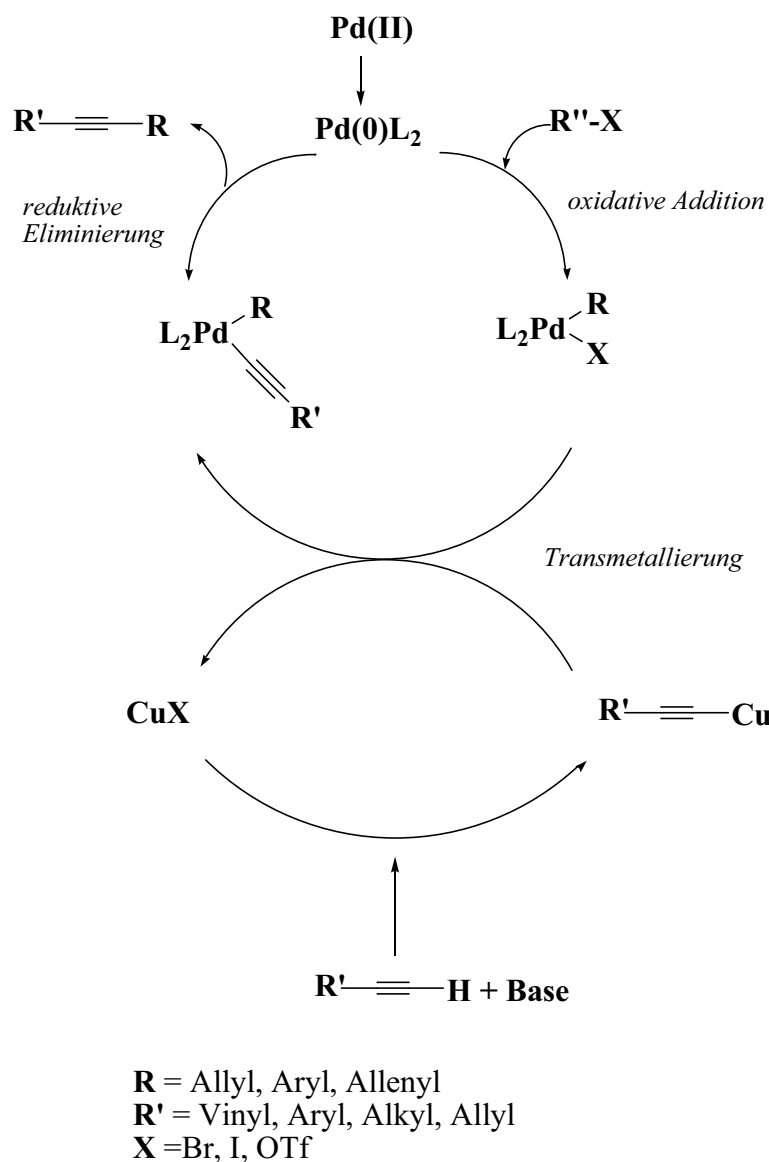 Pd(II)
R' R
Pd(0)L2
R''-X
reduktive
Eliminierung
oxidative Addition
L2Pd
R
R'
L2Pd
R
X
Transmetallierung
CuX
R' Cu
R' H + Base
R = Allyl, Aryl, Allenyl
R' = Vinyl, Aryl, Alkyl, Allyl
X =Br, I, OTf